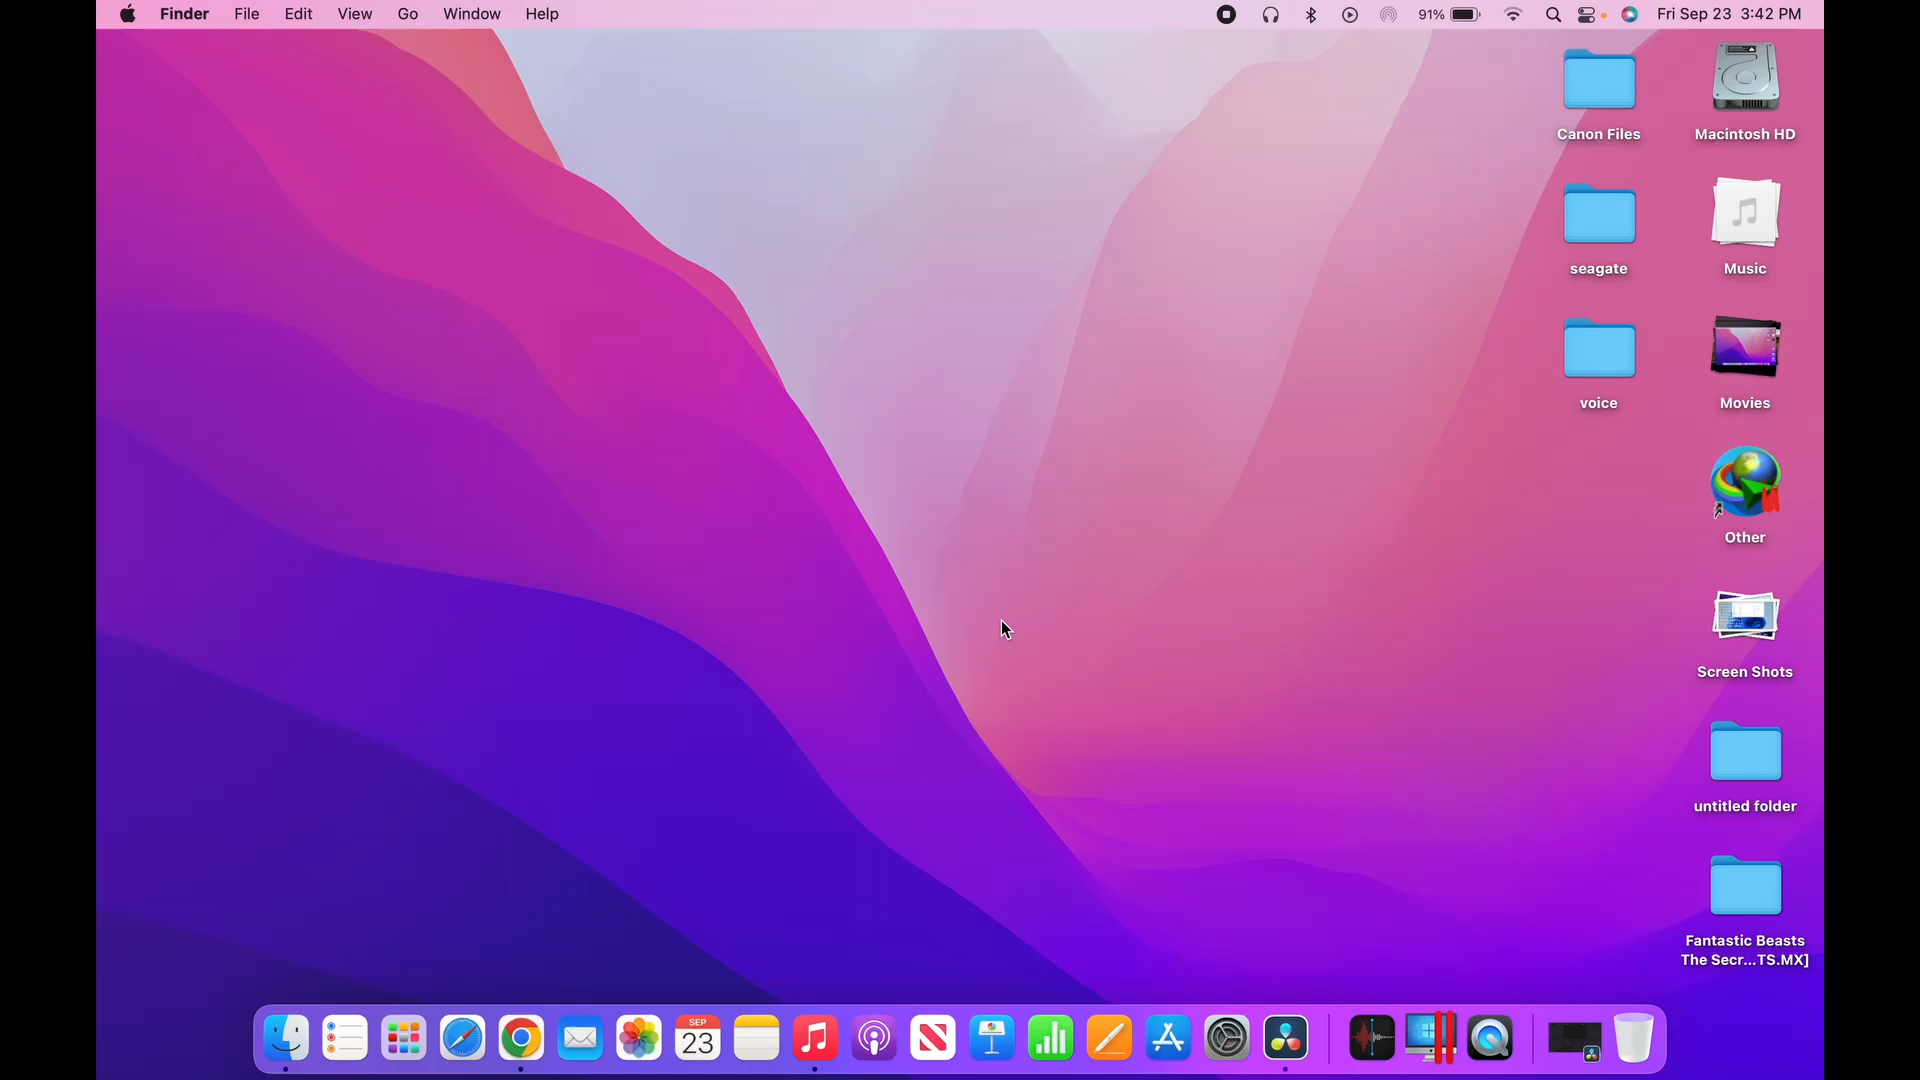 Finder File Edit View Go Window Help 91% Fri Sep 23 3:42 PM
Canon Files
Macintosh HD
seagate
Music
voice
Movies
Other
Screen Shots
untitled folder
Fantastic Beasts
The Secr...TS.MX]
SEP
23